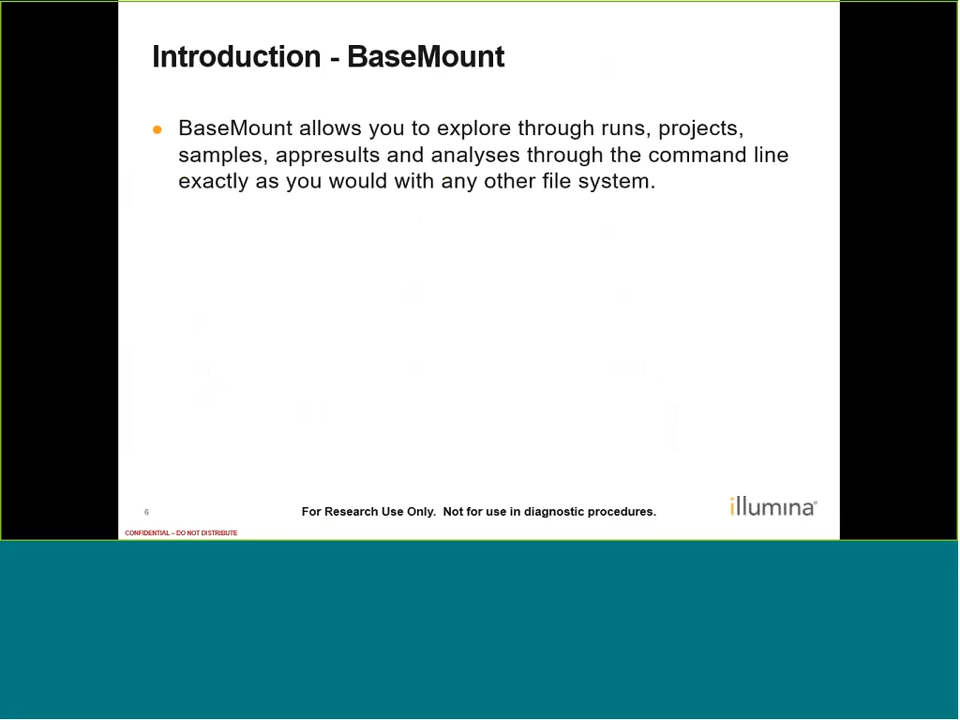 Introduction - BaseMount
BaseMount allows you to explore through runs, projects,
samples, appresults and analyses through the command line
exactly as you would with any other file system.
6
For Research Use Only.  Not for use in diagnostic procedures.
illumina®
CONFIDENTIAL – DO NOT DISTRIBUTE